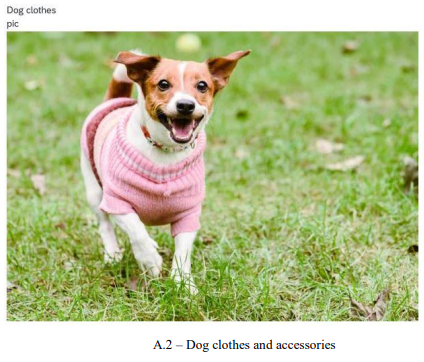 Dog clothes
pic
A.2 – Dog clothes and accessories